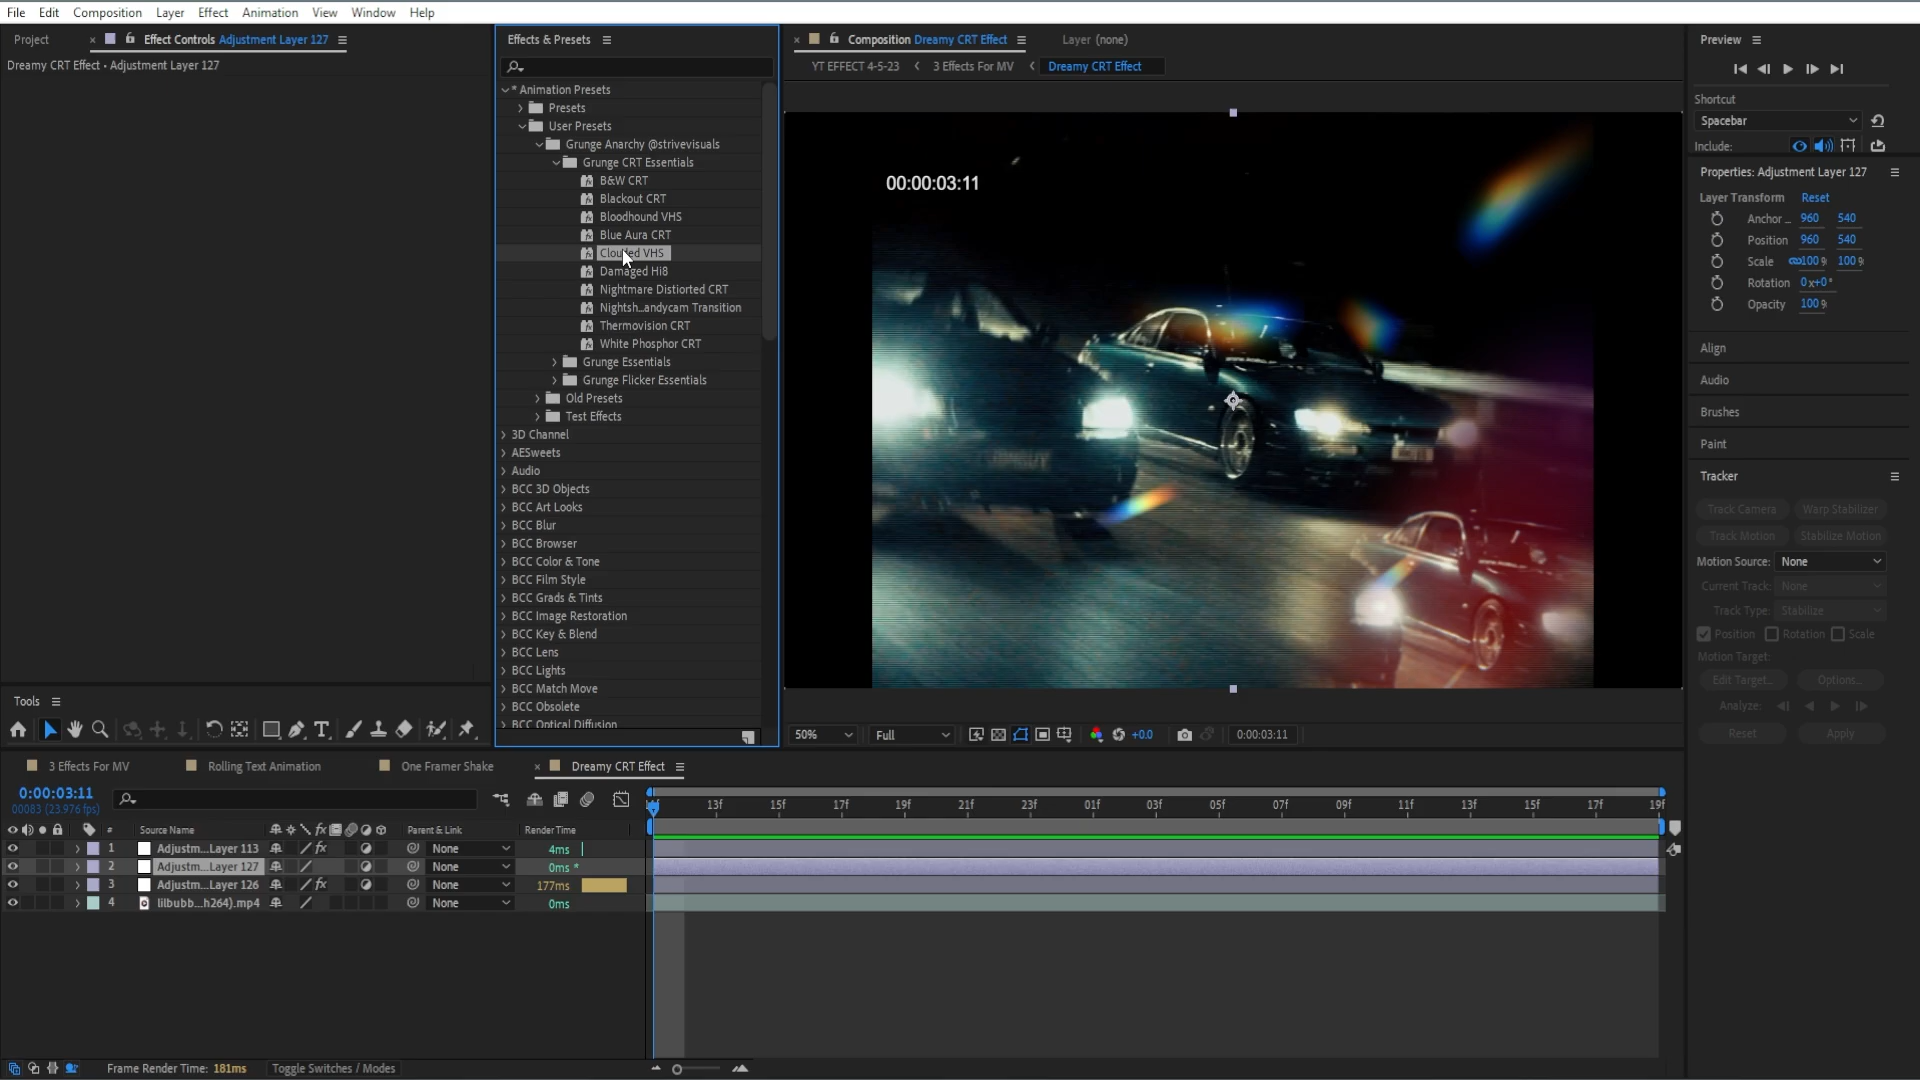 File Edit Composition Layer Effect Animation View Window Help
Project
Effect Controls Adjustment Layer 127
Dreamy CRT Effect • Adjustment Layer 127
Effects & Presets
* Animation Presets
Presets
User Presets
Grunge Anarchy @strivevisuals
Grunge CRT Essentials
B&W CRT
Blackout CRT
Bloodhound VHS
Blue Aura CRT
Clouded VHS
Damaged Hi8
Nightmare Distiorted CRT
Nightsh...andycam Transition
Thermovision CRT
White Phosphor CRT
Grunge Essentials
Grunge Flicker Essentials
Old Presets
Test Effects
3D Channel
AESweets
Audio
BCC 3D Objects
BCC Art Looks
BCC Blur
BCC Browser
BCC Color & Tone
BCC Film Style
BCC Grads & Tints
BCC Image Restoration
BCC Key & Blend
BCC Lens
BCC Lights
BCC Match Move
BCC Obsolete
BCC Optical Diffusion
Composition Dreamy CRT Effect
Layer (none)
YT EFFECT 4-5-23 3 Effects For MV Dreamy CRT Effect
00:00:03:11
50% Full +0.0 0:00:03:11
Preview
Shortcut
Spacebar
Include:
Properties: Adjustment Layer 127
Layer Transform Reset
Anchor .. 960 540
Position 960 540
Scale 100 % 100 %
Rotation 0x+0°
Opacity 100 %
Align
Audio
Brushes
Paint
Tracker
Track Camera Warp Stabilizer
Track Motion Stabilize Motion
Motion Source: None
Current Track: None
Track Type: Stabilize
Position Rotation Scale
Motion Target:
Edit Target... Options...
Analyze:
Reset Apply
Tools
3 Effects For MV Rolling Text Animation One Framer Shake Dreamy CRT Effect
0:00:03:11
00083 (23.976 fps)
13f 15f 17f 19f 21f 23f 01f 03f 05f 07f 09f 11f 13f 15f 17f 19f
# Source Name fx Parent & Link Render Time
1 Adjustm...Layer 113 fx None 4ms
2 Adjustm...Layer 127 None 0ms *
3 Adjustm...Layer 126 fx None 177ms
4 lilbubb...h264).mp4 None 0ms
Frame Render Time: 181ms Toggle Switches / Modes